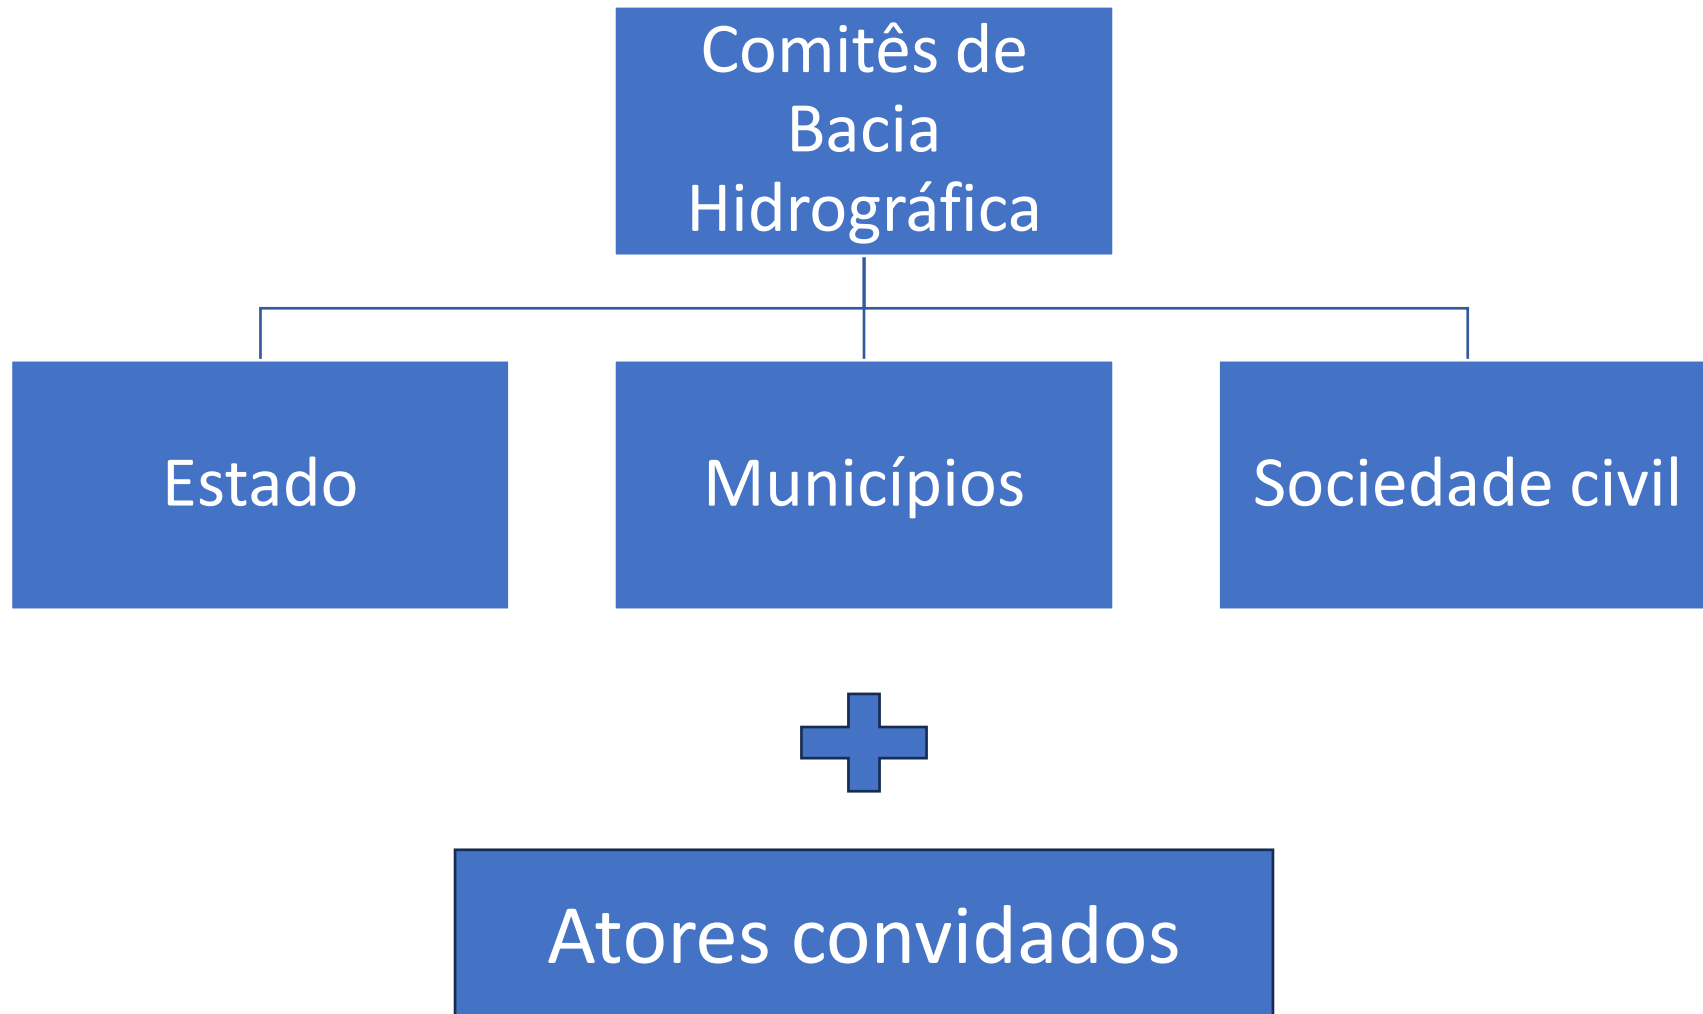 Comitês de
Bacia
Hidrográfica
Estado
Municípios
Sociedade civil
Atores convidados